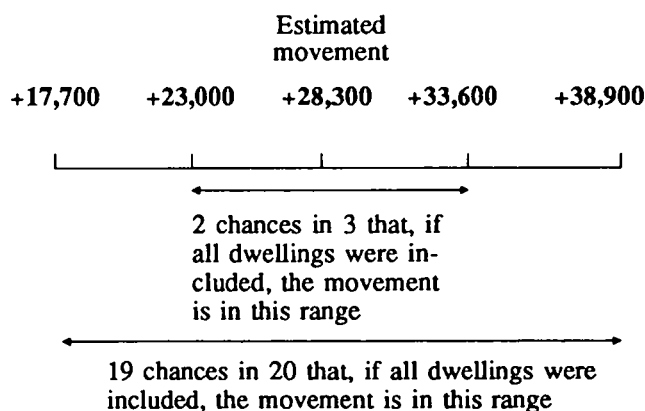 Estimated
movement
+17,700 +23,000 +28,300 +33,600 +38,900
2 chances in 3 that, if
all dwellings were in-
cluded, the movement
is in this range
19 chances in 20 that, if all dwellings were
included, the movement is in this range